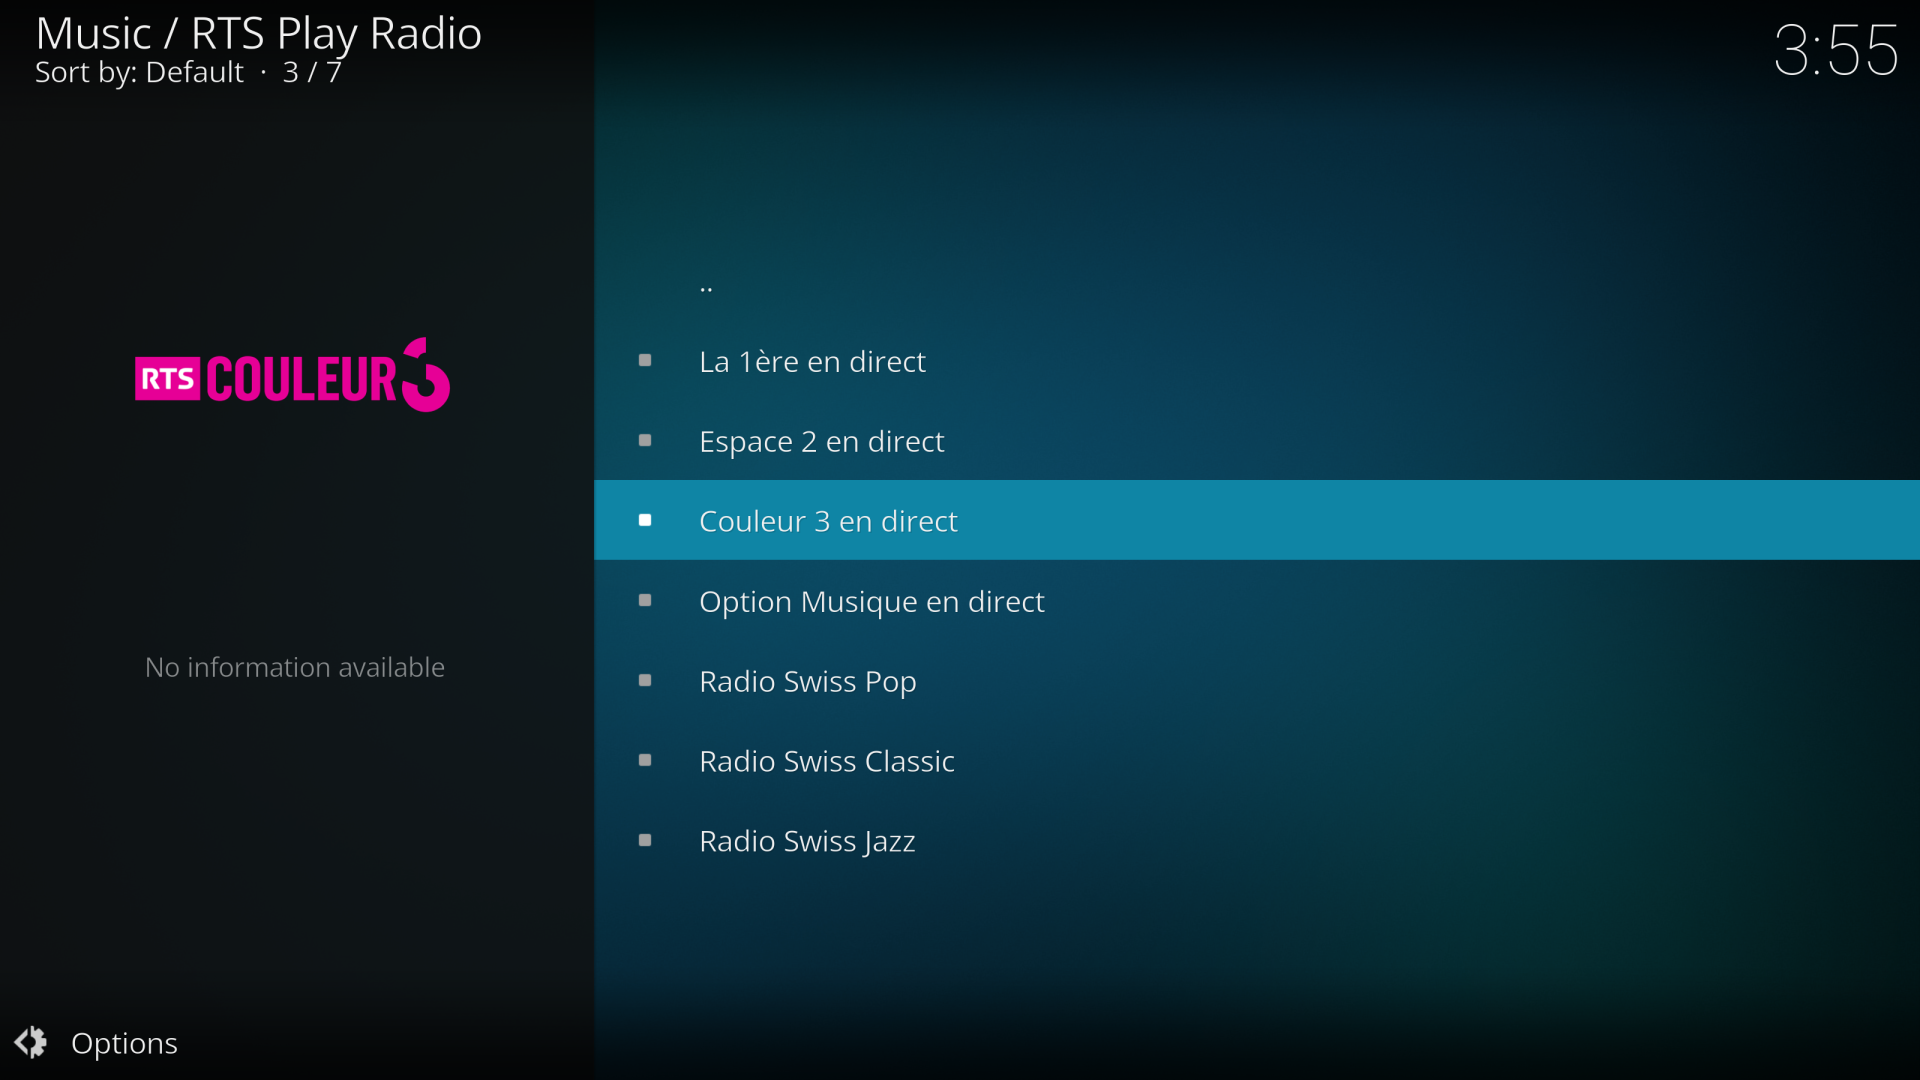 Music / RTS Play Radio
Sort by: Default · 3 / 7
3:55
RTS COULEUR 3
No information available
..
La 1ère en direct
Espace 2 en direct
Couleur 3 en direct
Option Musique en direct
Radio Swiss Pop
Radio Swiss Classic
Radio Swiss Jazz
Options